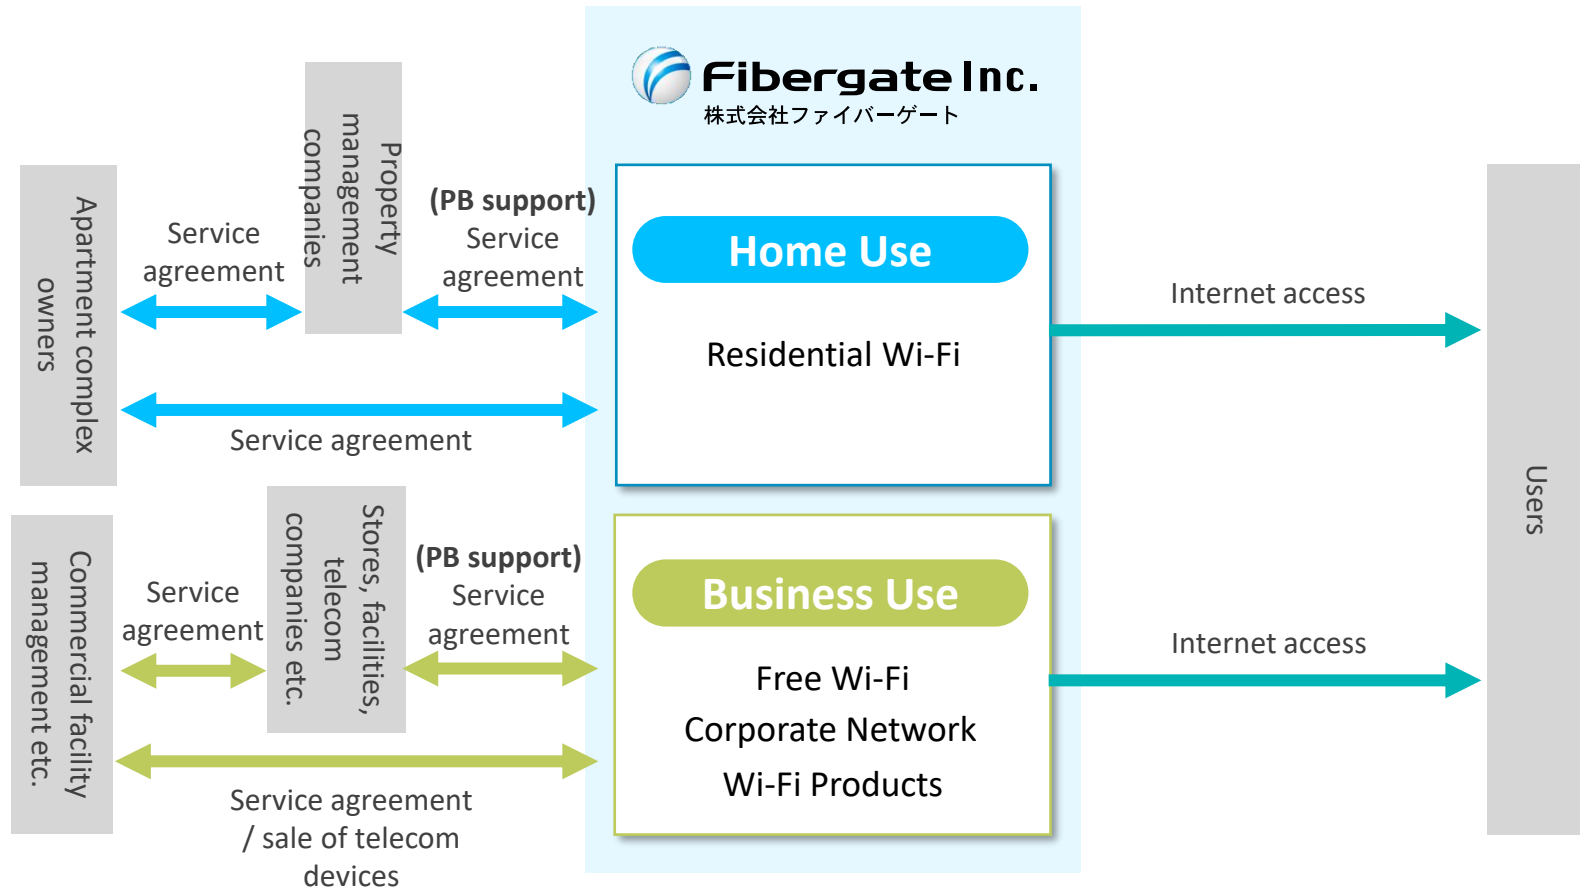 Fibergate Inc.
株式会社ファイバーゲート
Apartment complex
owners
Service
agreement
Property
management
companies
(PB support)
Service
agreement
Service agreement
Home Use
Residential Wi-Fi
Internet access
Commercial facility
management etc.
Service
agreement
Stores, facilities,
telecom
companies etc.
(PB support)
Service
agreement
Service agreement
/ sale of telecom
devices
Business Use
Free Wi-Fi
Corporate Network
Wi-Fi Products
Internet access
Users